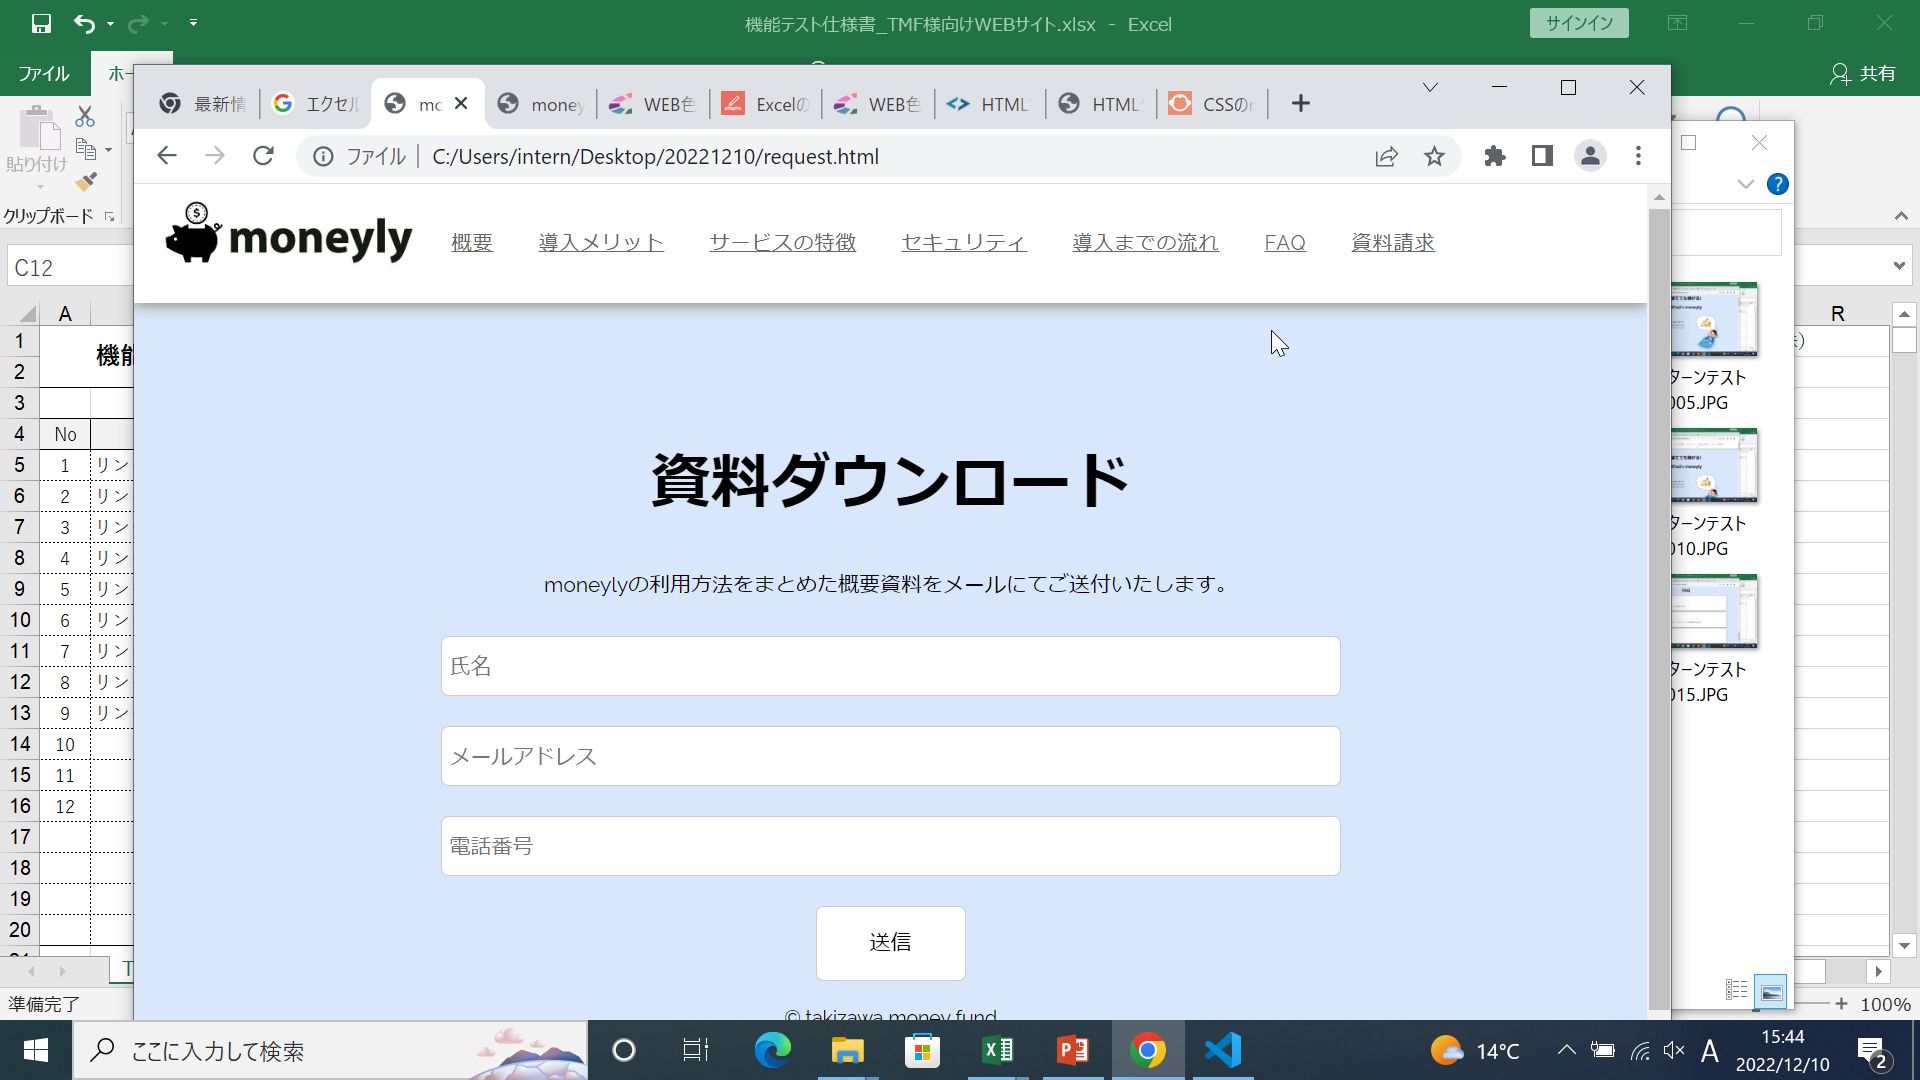 機能テスト仕様書_TMF様向けWEBサイト.xlsx - Excel
サインイン
ファイル
ホー
共有
最新情
エクセル
mo
money
WEB色
Excelの
WEB色
HTML
HTML
CSSの
ファイル | C:/Users/intern/Desktop/20221210/request.html
貼り付け
クリップボード
C12
moneyly
概要 導入メリット サービスの特徴 セキュリティ 導入までの流れ FAQ 資料請求
資料ダウンロード
moneylyの利用方法をまとめた概要資料をメールにてご送付いたします。
氏名
メールアドレス
電話番号
送信
© takizawa money fund
A
R
1
2
機能
3
4 No
5 1 リン
6 2 リン
7 3 リン
8 4 リン
9 5 リン
10 6 リン
11 7 リン
12 8 リン
13 9 リン
14 10
15 11
16 12
17
18
19
20
T
ターンテスト
005.JPG
ターンテスト
010.JPG
ターンテスト
015.JPG
準備完了
100%
ここに入力して検索
14°C
A
15:44
2022/12/10
2